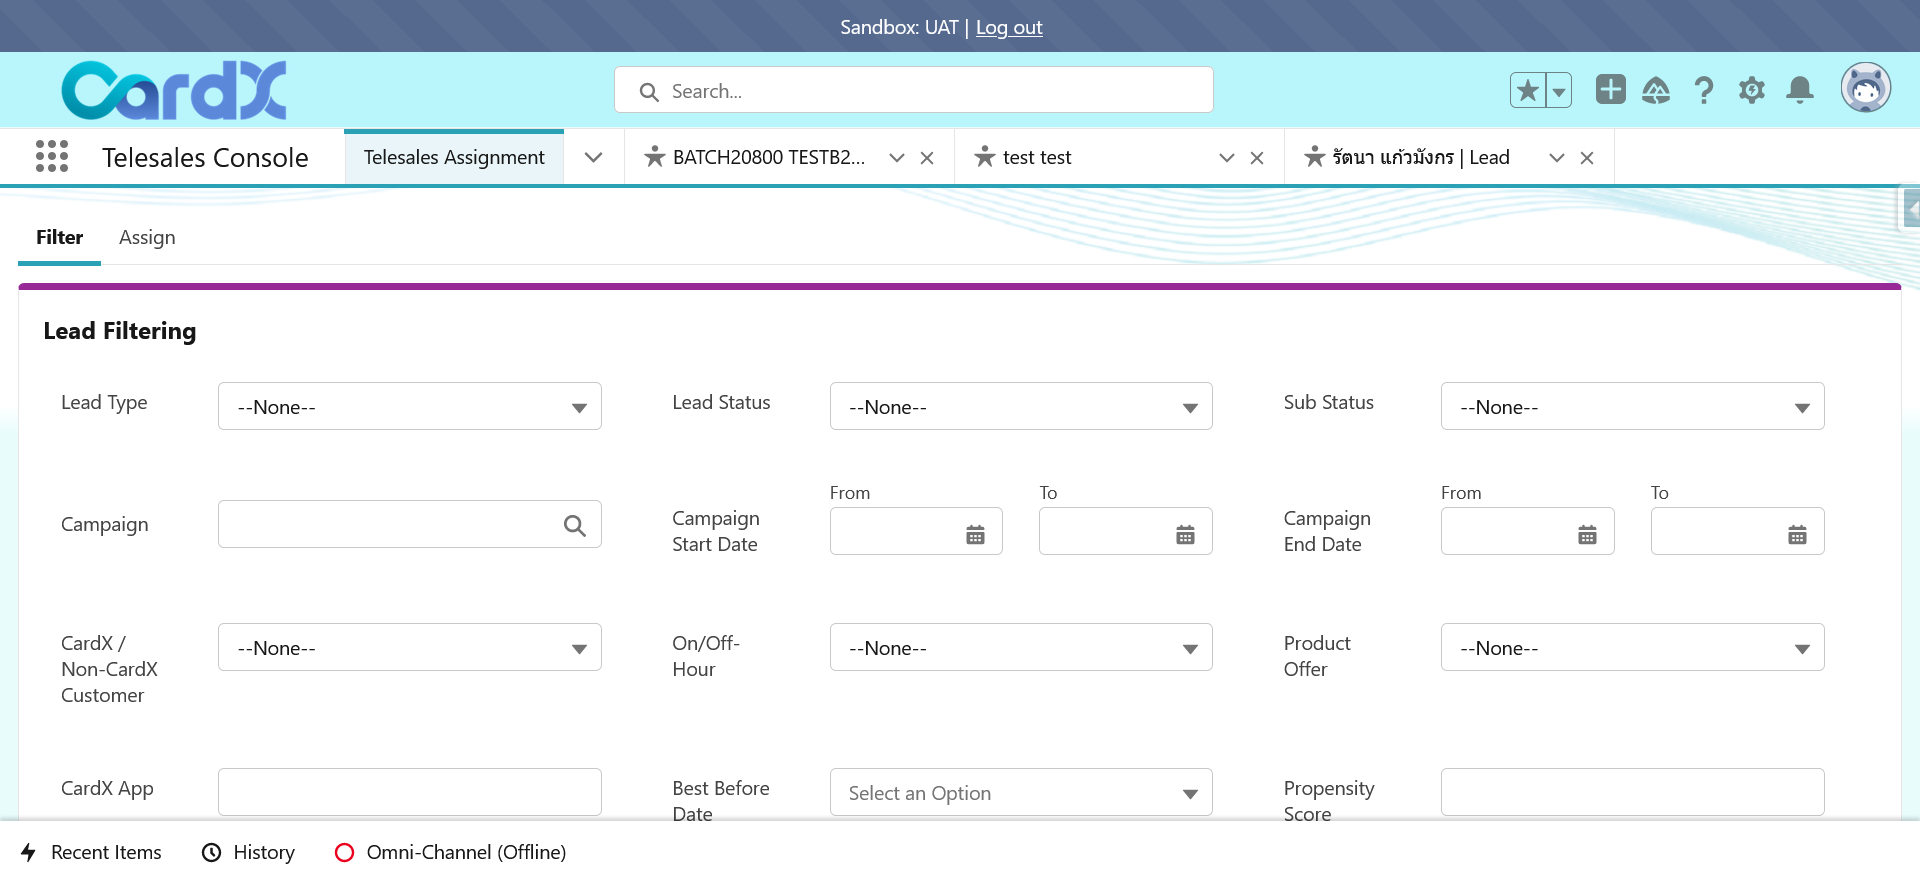 Sandbox: UAT | Log out
CardX
Search...
Telesales Console
Telesales Assignment
BATCH20800 TESTB2...
test test
รัตนา แก้วมังกร | Lead
Filter
Assign
Lead Filtering
Lead Type
--None--
Lead Status
--None--
Sub Status
--None--
Campaign
Campaign
Start Date
From
To
Campaign
End Date
From
To
CardX /
Non-CardX
Customer
--None--
On/Off-
Hour
--None--
Product
Offer
--None--
CardX App
Best Before
Date
Select an Option
Propensity
Score
Recent Items
History
Omni-Channel (Offline)